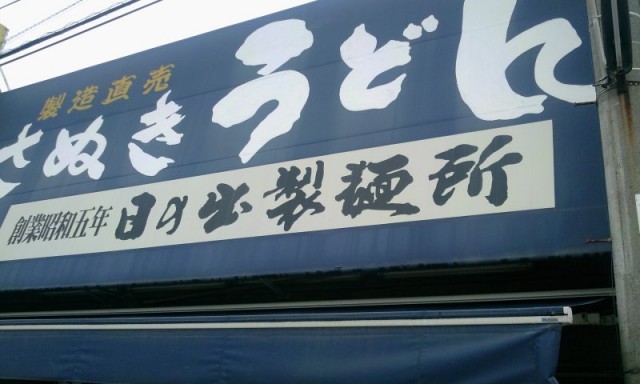 製造直売
さぬきうどん
創業昭和五年 日の出製麺所